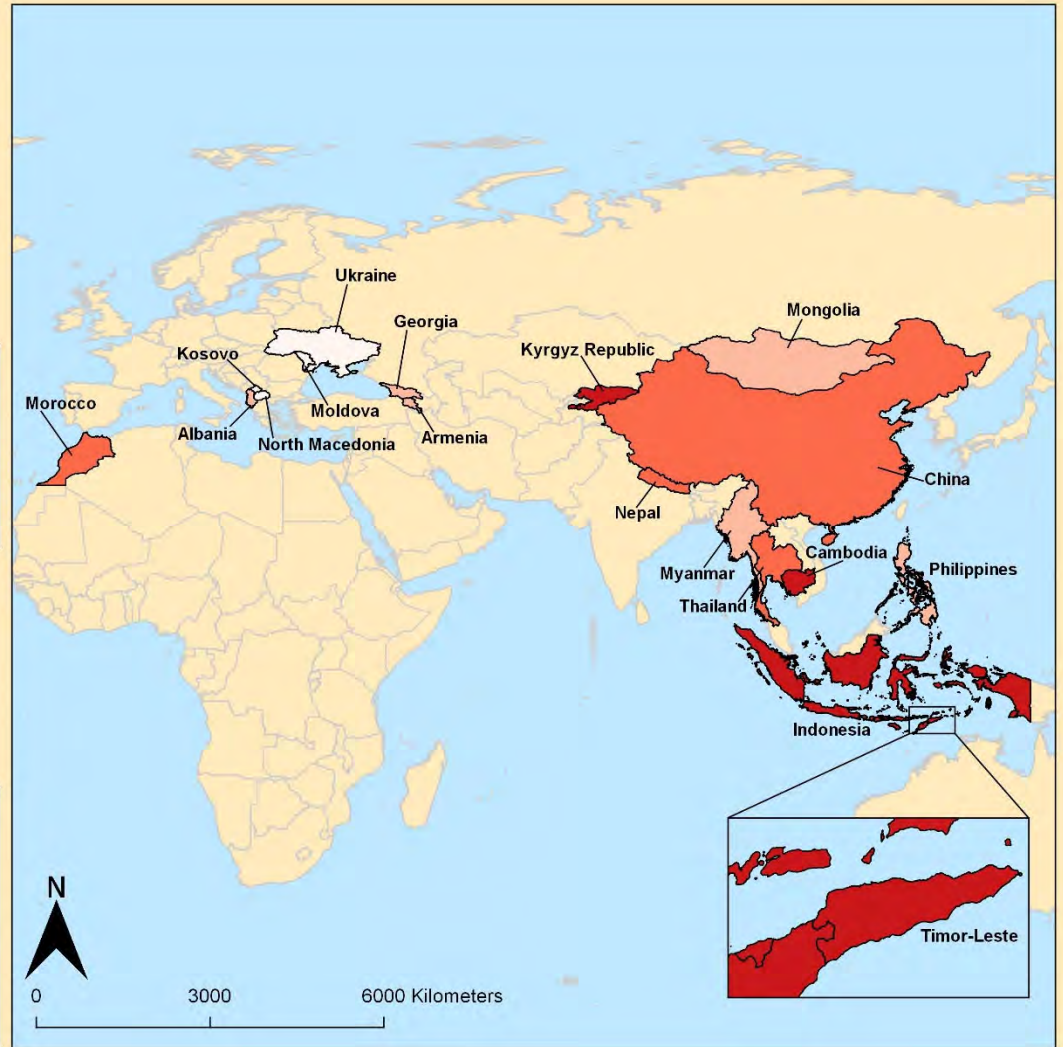 Ukraine
Georgia
Mongolia
Kosovo
Kyrgyz Republic
Morocco
Moldova
Albania
North Macedonia
Armenia
China
Nepal
Cambodia
Myanmar
Philippines
Thailand
Indonesia
N
Timor-Leste
0 3000 6000 Kilometers